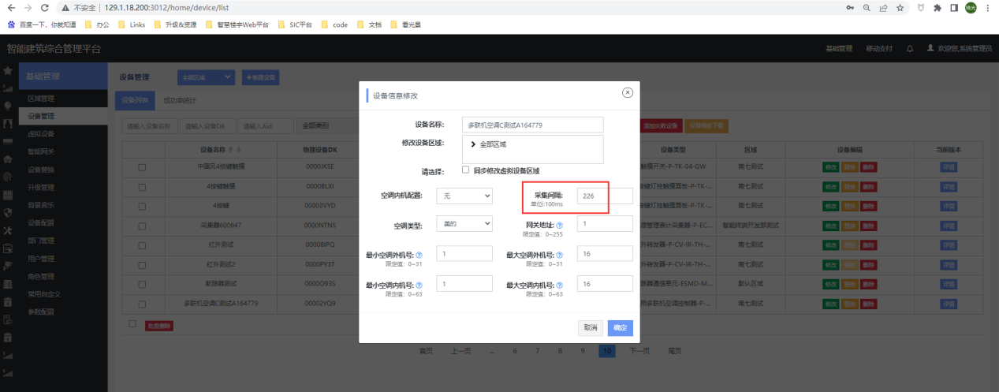 不安全 | 129.1.18.200:3012/home/device/list
百度一下，你就知道 办公 Links 升级&资源 智慧楼宇Web平台 SIC平台 code 文档 看光景
智能建筑综合管理平台 基础管理 移动支付 欢迎您,系统管理员
基础管理
区域管理
设备管理
虚拟设备
智能网关
设备替换
升级管理
背景音乐
设备配置
部门管理
用户管理
角色管理
常用自定义
参数配置
设备管理 全部区域 +新建设备
设备列表 成功率统计
请输入设备名称 请输入设备DK 请输入Aid 全部类别 添加失败设备 设备模板下载
设备名称 物理设备DK 设备类型 区域 设备编辑 当前版本
中国风4按键触摸 0000JKSE 触摸开关-P-TK-04-GW 南七测试 修改 替换 删除 详情
4按键触摸 0000BLXI 按键灯控触摸面板-P-TK-... 南七测试 修改 替换 删除 详情
4按键 00003VYD 按键灯控触摸面板-P-TK-... 南七测试 修改 替换 删除 详情
采集器600647 0000NTNS 源管理表计采集器-P-EC... 智能终端开发部测试 修改 替换 删除 详情
红外测试 0000BIPQ 外转发器-P-CV-IR-TH-... 南七测试 修改 替换 删除 详情
红外测试2 0000PY3T 外转发器-P-CV-IR-TH-... 南七测试 修改 替换 删除 详情
断路器测试 0000O93S 路器通信单元-ESMD-M... 默认区域 修改 替换 删除 详情
多联机空调C测试A164779 00002YQ9 用多联机空调控制器-P-... 南七测试 修改 替换 删除 详情
批量删除
首页 上一页 ... 6 7 8 9 10 下一页 尾页
设备信息修改
设备名称: 多联机空调C测试A164779
修改设备区域: 全部区域
请选择: 同步修改虚拟设备区域
空调内机配置: 无 采集间隔: 226
单位:100ms
空调类型: 美的 网关地址: 1
限定值：0~255
最小空调外机号: 1 最大空调外机号: 16
限定值：0~31 限定值：0~31
最小空调内机号: 1 最大空调内机号: 16
限定值：0~63 限定值：0~63
取消 确定